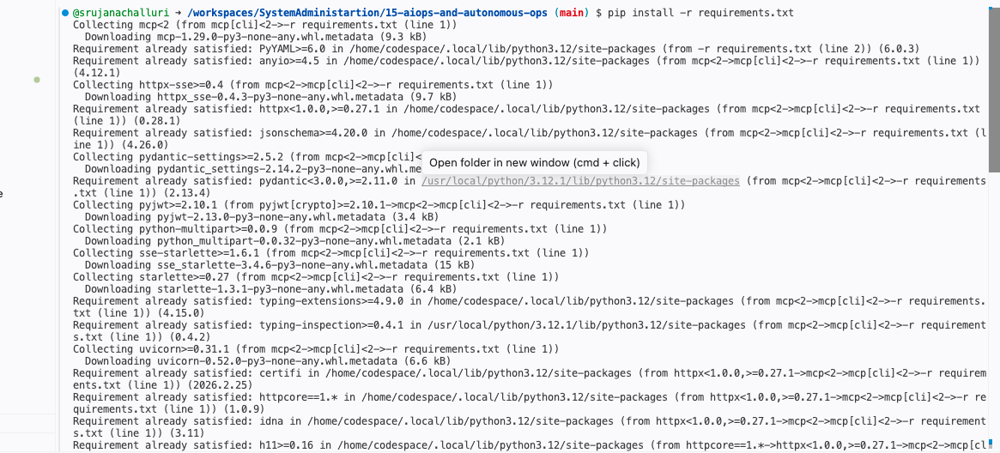 @srujanachalluri → /workspaces/SystemAdministartion/15-aiops-and-autonomous-ops (main) $ pip install -r requirements.txt
Collecting mcp<2 (from mcp[cli]<2->-r requirements.txt (line 1))
  Downloading mcp-1.29.0-py3-none-any.whl.metadata (9.3 kB)
Requirement already satisfied: PyYAML>=6.0 in /home/codespace/.local/lib/python3.12/site-packages (from -r requirements.txt (line 2)) (6.0.3)
Requirement already satisfied: anyio>=4.5 in /home/codespace/.local/lib/python3.12/site-packages (from mcp<2->mcp[cli]<2->-r requirements.txt (line 1))
(4.12.1)
Collecting httpx-sse>=0.4 (from mcp<2->mcp[cli]<2->-r requirements.txt (line 1))
  Downloading httpx_sse-0.4.3-py3-none-any.whl.metadata (9.7 kB)
Requirement already satisfied: httpx<1.0.0,>=0.27.1 in /home/codespace/.local/lib/python3.12/site-packages (from mcp<2->mcp[cli]<2->-r requirements.txt
(line 1)) (0.28.1)
Requirement already satisfied: jsonschema>=4.20.0 in /home/codespace/.local/lib/python3.12/site-packages (from mcp<2->mcp[cli]<2->-r requirements.txt (l
ine 1)) (4.26.0)
Collecting pydantic-settings>=2.5.2 (from mcp<2->mcp[cli]<
Open folder in new window (cmd + click)
  Downloading pydantic_settings-2.14.2-py3-none-any.whl.me
Requirement already satisfied: pydantic<3.0.0,>=2.11.0 in /usr/local/python/3.12.1/lib/python3.12/site-packages (from mcp<2->mcp[cli]<2->-r requirements
.txt (line 1)) (2.13.4)
Collecting pyjwt>=2.10.1 (from pyjwt[crypto]>=2.10.1->mcp<2->mcp[cli]<2->-r requirements.txt (line 1))
  Downloading pyjwt-2.13.0-py3-none-any.whl.metadata (3.4 kB)
Collecting python-multipart>=0.0.9 (from mcp<2->mcp[cli]<2->-r requirements.txt (line 1))
  Downloading python_multipart-0.0.32-py3-none-any.whl.metadata (2.1 kB)
Collecting sse-starlette>=1.6.1 (from mcp<2->mcp[cli]<2->-r requirements.txt (line 1))
  Downloading sse_starlette-3.4.6-py3-none-any.whl.metadata (15 kB)
Collecting starlette>=0.27 (from mcp<2->mcp[cli]<2->-r requirements.txt (line 1))
  Downloading starlette-1.3.1-py3-none-any.whl.metadata (6.4 kB)
Requirement already satisfied: typing-extensions>=4.9.0 in /home/codespace/.local/lib/python3.12/site-packages (from mcp<2->mcp[cli]<2->-r requirements.
txt (line 1)) (4.15.0)
Requirement already satisfied: typing-inspection>=0.4.1 in /usr/local/python/3.12.1/lib/python3.12/site-packages (from mcp<2->mcp[cli]<2->-r requirement
s.txt (line 1)) (0.4.2)
Collecting uvicorn>=0.31.1 (from mcp<2->mcp[cli]<2->-r requirements.txt (line 1))
  Downloading uvicorn-0.52.0-py3-none-any.whl.metadata (6.6 kB)
Requirement already satisfied: certifi in /home/codespace/.local/lib/python3.12/site-packages (from httpx<1.0.0,>=0.27.1->mcp<2->mcp[cli]<2->-r requirem
ents.txt (line 1)) (2026.2.25)
Requirement already satisfied: httpcore==1.* in /home/codespace/.local/lib/python3.12/site-packages (from httpx<1.0.0,>=0.27.1->mcp<2->mcp[cli]<2->-r re
quirements.txt (line 1)) (1.0.9)
Requirement already satisfied: idna in /home/codespace/.local/lib/python3.12/site-packages (from httpx<1.0.0,>=0.27.1->mcp<2->mcp[cli]<2->-r requirement
s.txt (line 1)) (3.11)
Requirement already satisfied: h11>=0.16 in /home/codespace/.local/lib/python3.12/site-packages (from httpcore==1.*->httpx<1.0.0,>=0.27.1->mcp<2->mcp[cl
e